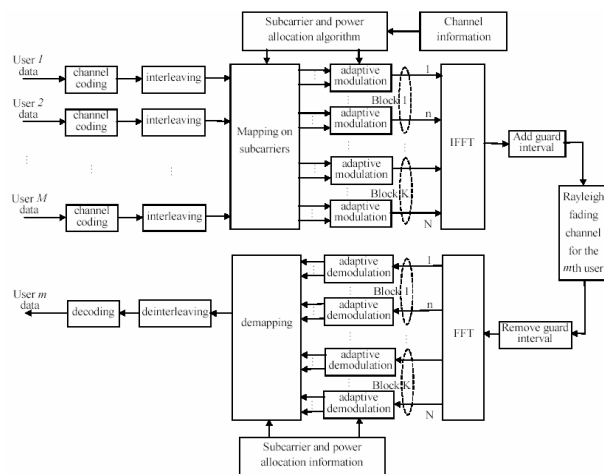 Subcarrier and power
allocation algorithm
Channel
information
User 1
data
channel
coding
interleaving
User 2
data
channel
coding
interleaving
User M
data
channel
coding
interleaving
Mapping on
subcarriers
adaptive
modulation
1
Block 1
adaptive
modulation
n
adaptive
modulation
Block K
adaptive
modulation
N
IFFT
Add guard
interval
Rayleigh
fading
channel
for the
mth user
Remove guard
interval
FFT
1
adaptive
demodulation
Block 1
n
adaptive
demodulation
adaptive
demodulation
Block K
adaptive
demodulation
N
demapping
deinterleaving
decoding
User m
data
Subcarrier and power
allocation information